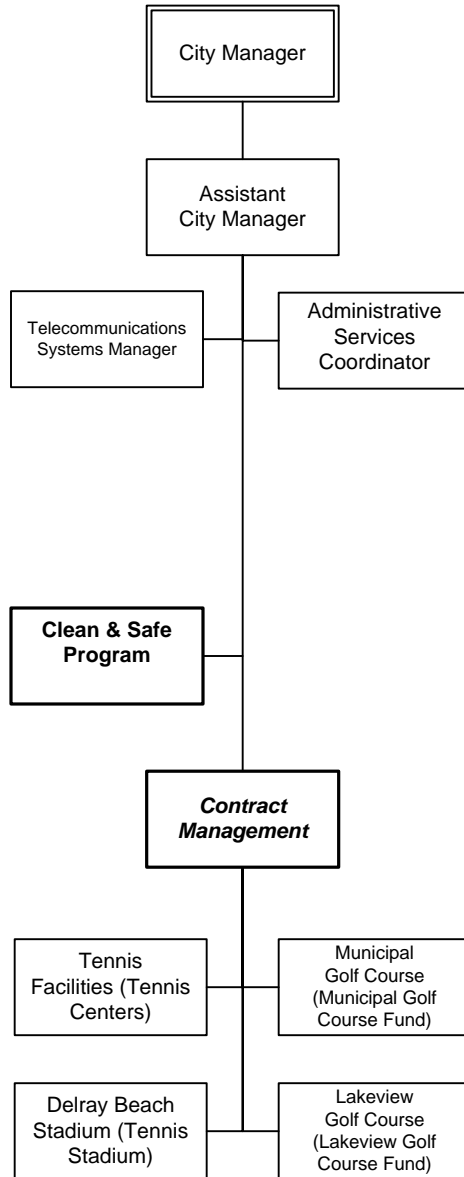 City Manager
Assistant
City Manager
Telecommunications
Systems Manager
Administrative
Services
Coordinator
Clean & Safe
Program
Contract
Management
Tennis
Facilities (Tennis
Centers)
Municipal
Golf Course
(Municipal Golf
Course Fund)
Delray Beach
Stadium (Tennis
Stadium)
Lakeview
Golf Course
(Lakeview Golf
Course Fund)